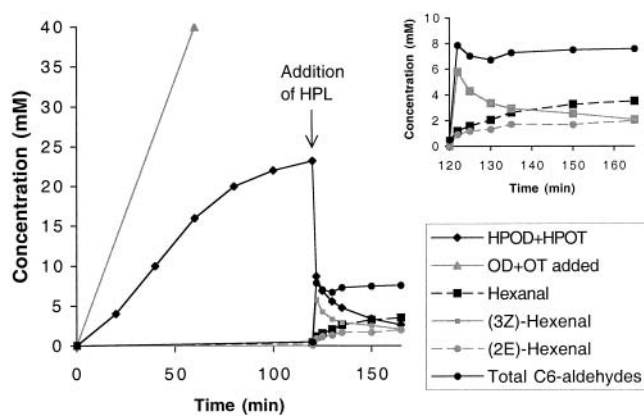 Concentration (mM)
40
35
30
25
20
15
10
5
0
0
50
100
150
Time (min)
Addition
of HPL
Concentration (mM)
10
8
6
4
2
0
120
130
140
150
160
Time (min)
HPOD+HPOT
OD+OT added
Hexanal
(3Z)-Hexenal
(2E)-Hexenal
Total C6-aldehydes